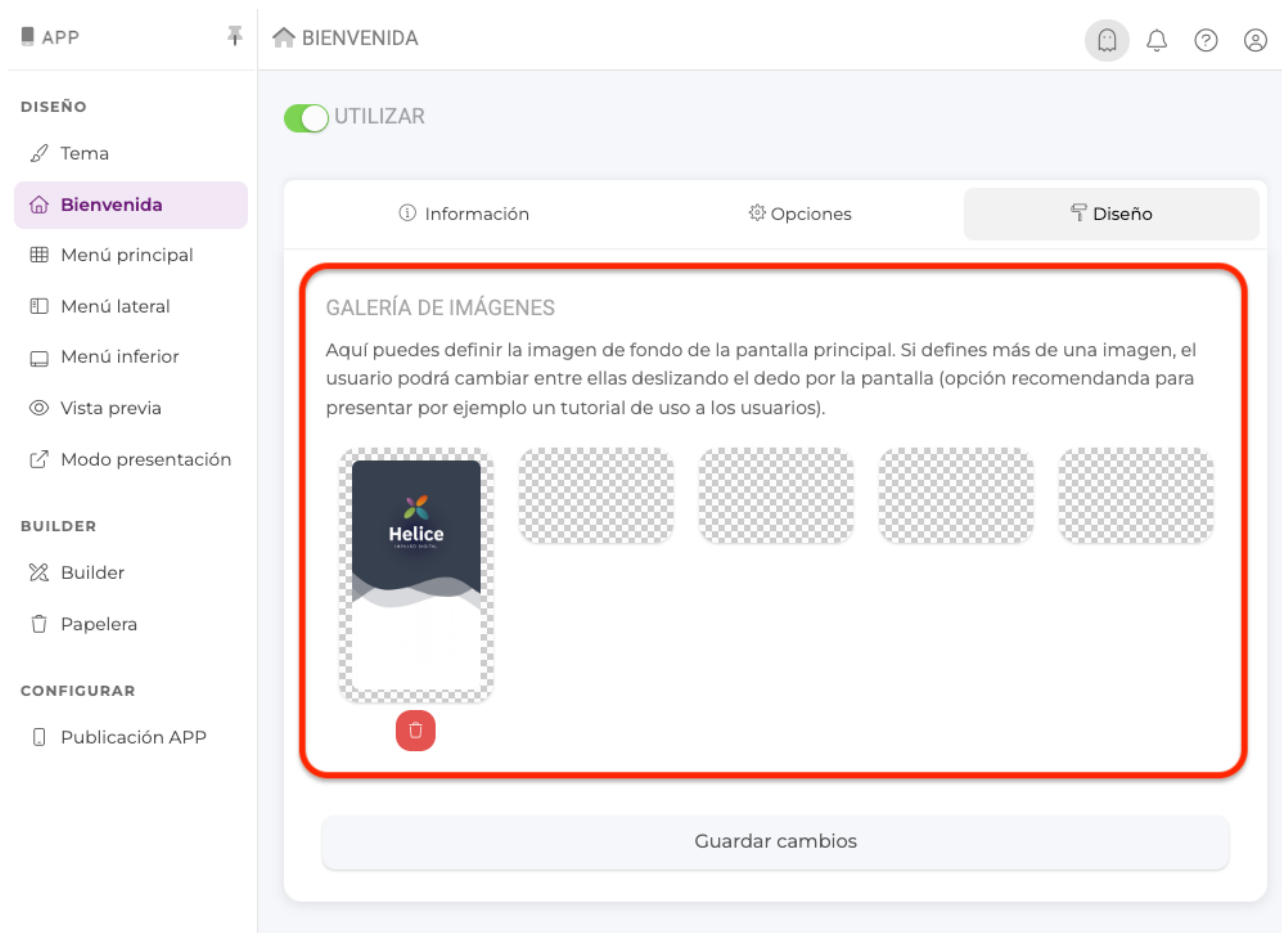 APP
BIENVENIDA
DISEÑO
Tema
Bienvenida
Menú principal
Menú lateral
Menú inferior
Vista previa
Modo presentación
BUILDER
Builder
Papelera
CONFIGURAR
Publicación APP
UTILIZAR
Información
Opciones
Diseño
GALERÍA DE IMÁGENES
Aquí puedes definir la imagen de fondo de la pantalla principal. Si defines más de una imagen, el
usuario podrá cambiar entre ellas deslizando el dedo por la pantalla (opción recomendanda para
presentar por ejemplo un tutorial de uso a los usuarios).
Helice
Guardar cambios